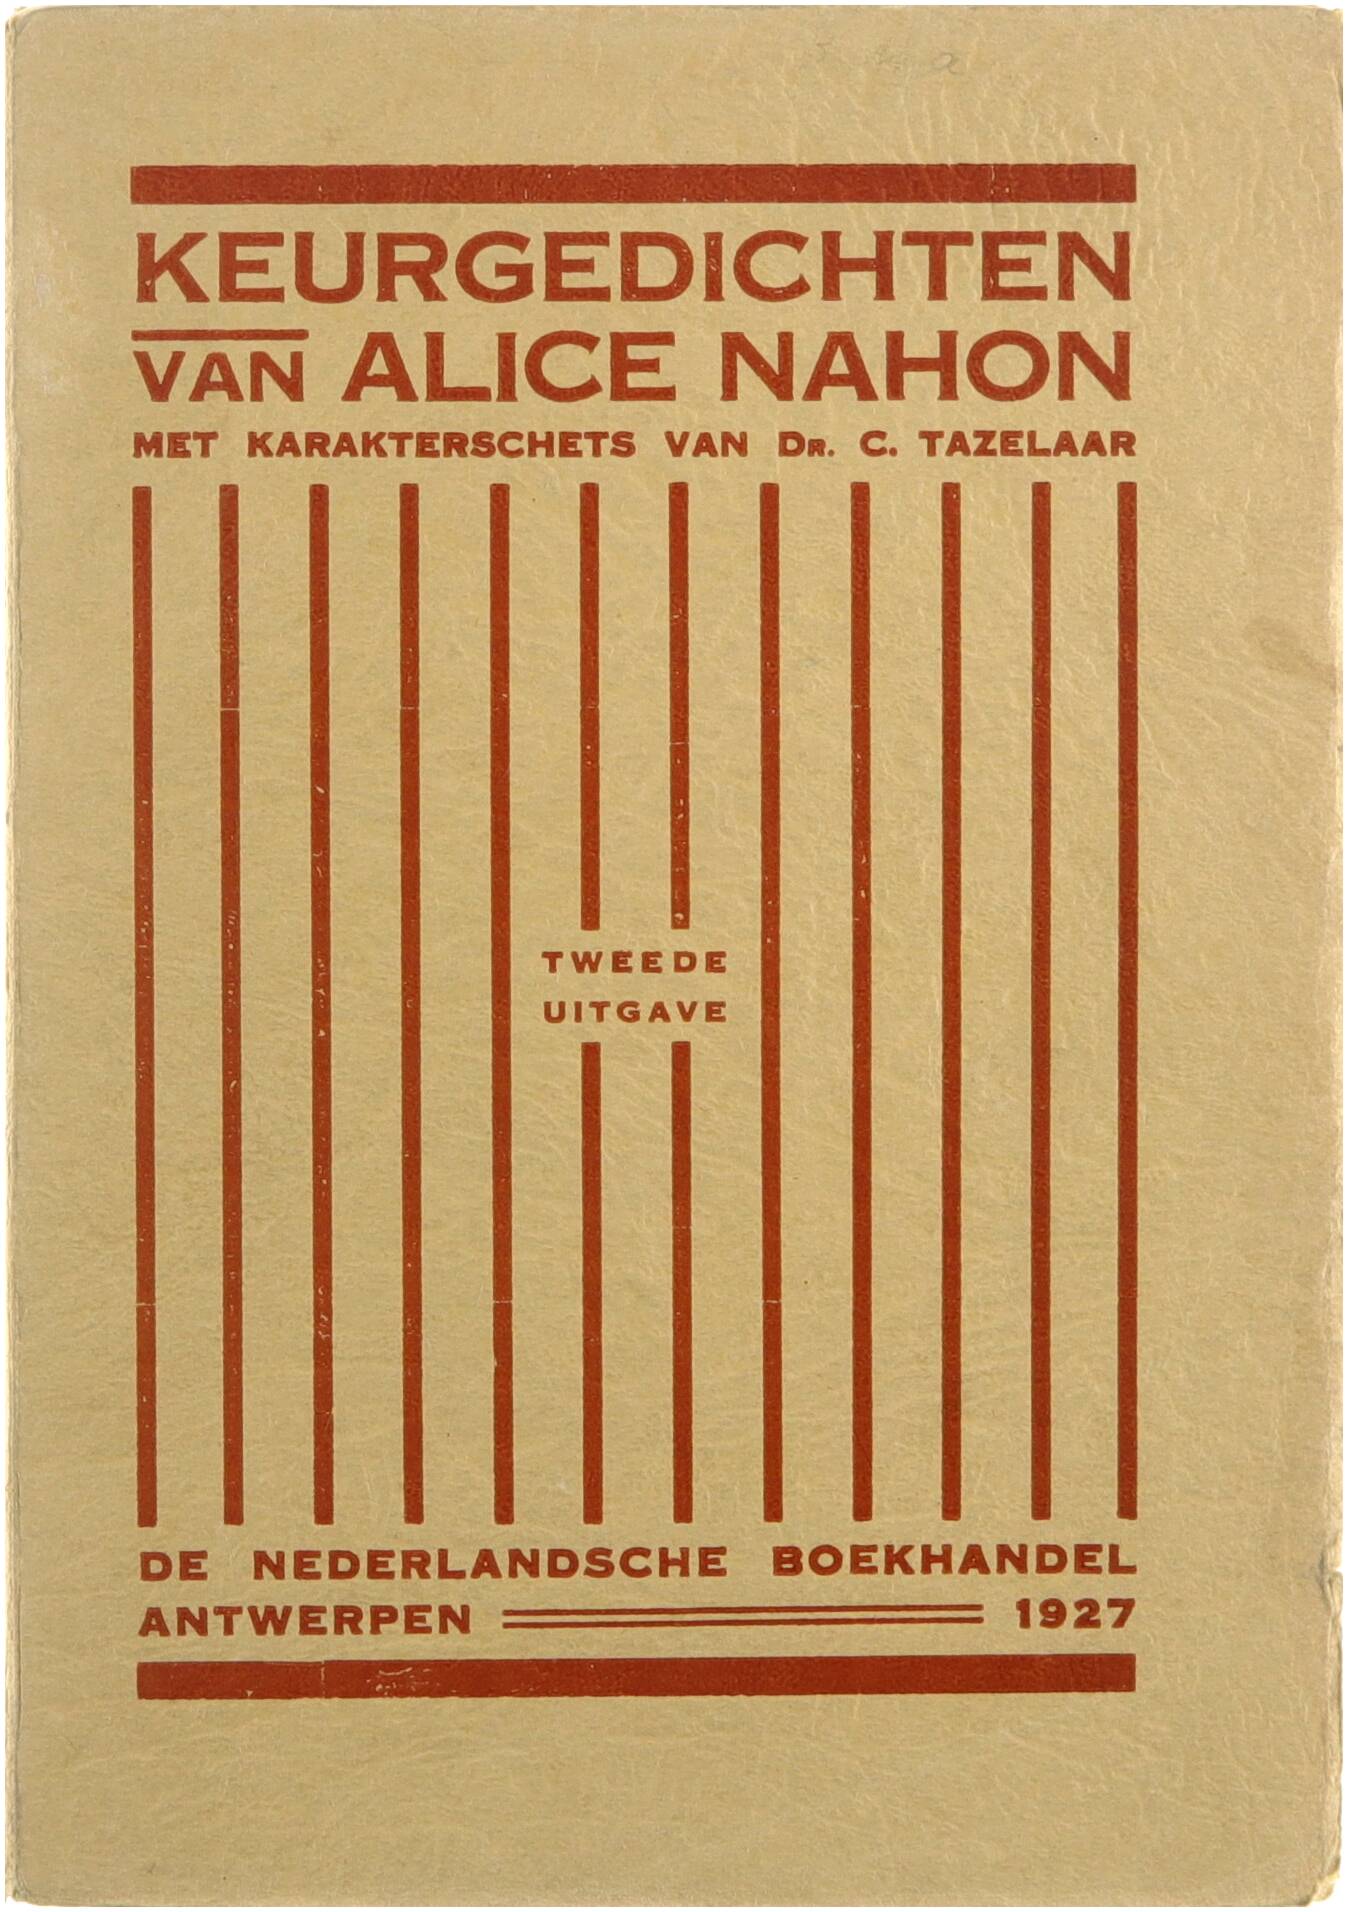 KEURGEDICHTEN
VAN ALICE NAHON
MET KARAKTERSCHETS VAN DR. C. TAZELAAR
TWEEDE
UITGAVE
DE NEDERLANDSCHE BOEKHANDEL
ANTWERPEN 1927